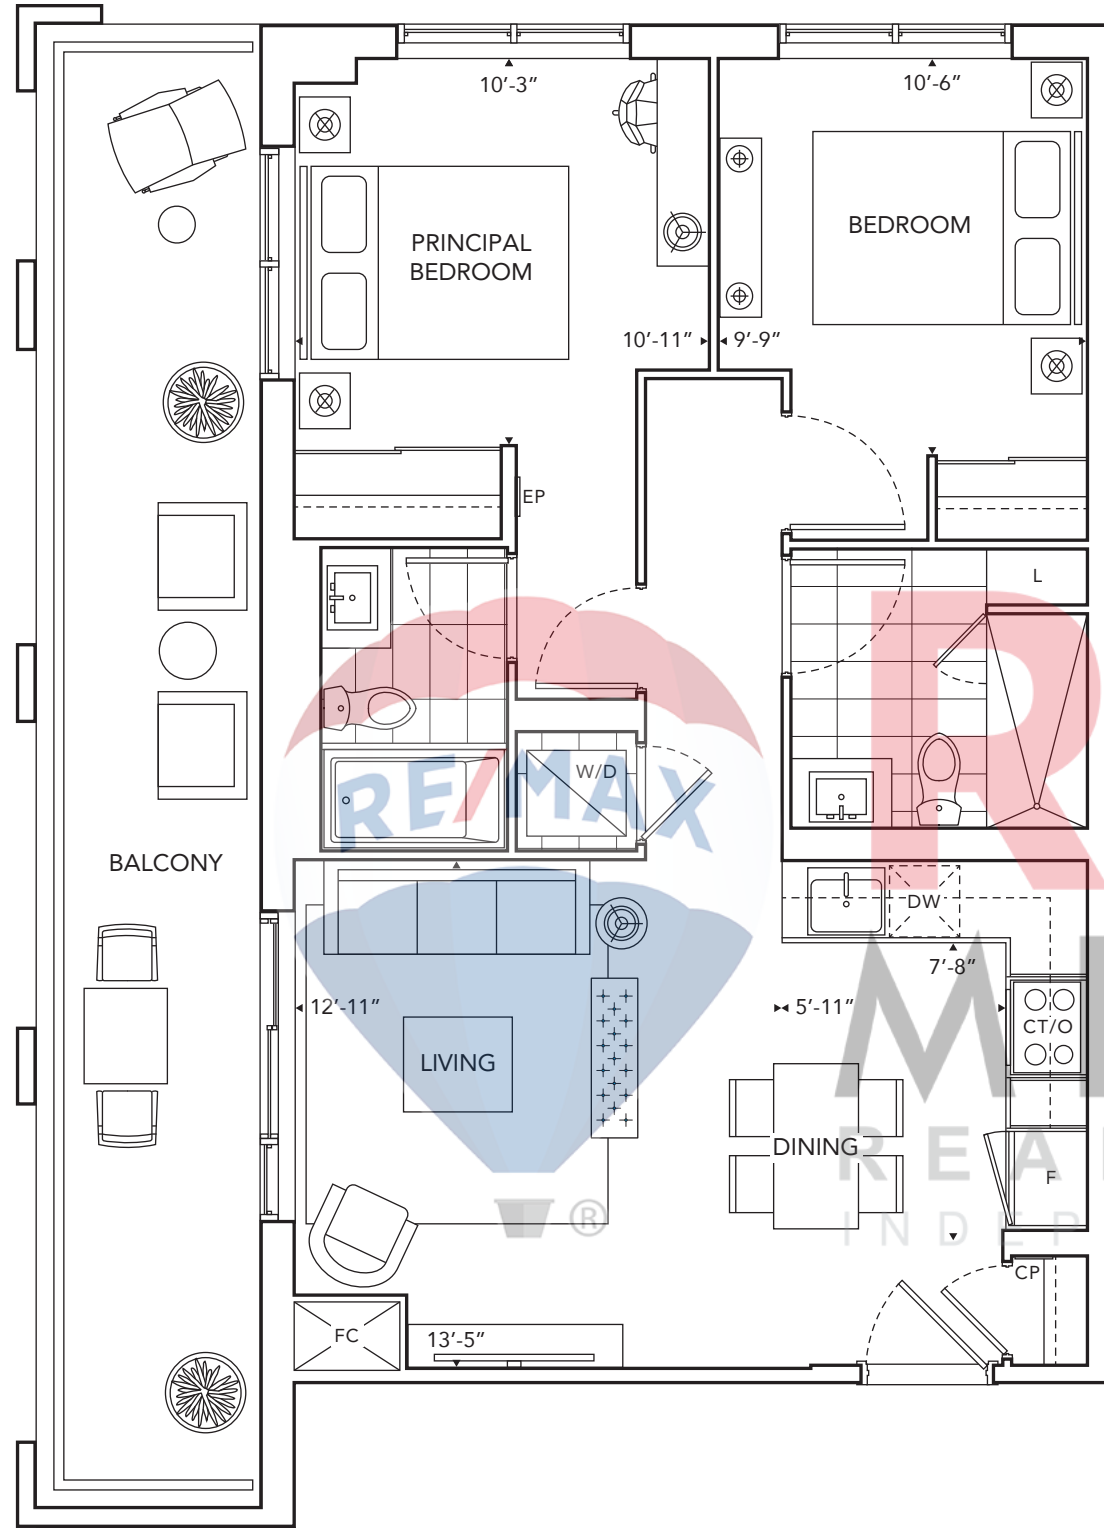 10'-3"
10'-6"
PRINCIPAL
BEDROOM
BEDROOM
10'-11"
9'-9"
EP
L
W/D
RE/MAX
R
BALCONY
DW
7'-8"
12'-11"
5'-11"
CT/O
LIVING
DINING
REA
F
®
INDEP
CP
FC
13'-5"